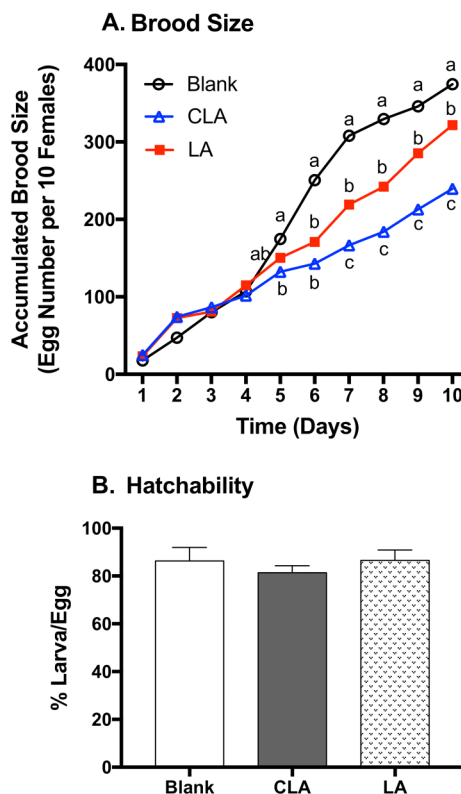 A. Brood Size
Accumulated Brood Size
(Egg Number per 10 Females)
400
300
200
100
0
Blank
CLA
LA
a
a
a
a
a
a
ab
b
b
b
b
b
b
b
c
c
c
c
1 2 3 4 5 6 7 8 9 10
Time (Days)
B. Hatchability
% Larva/Egg
100
80
60
40
20
0
Blank CLA LA